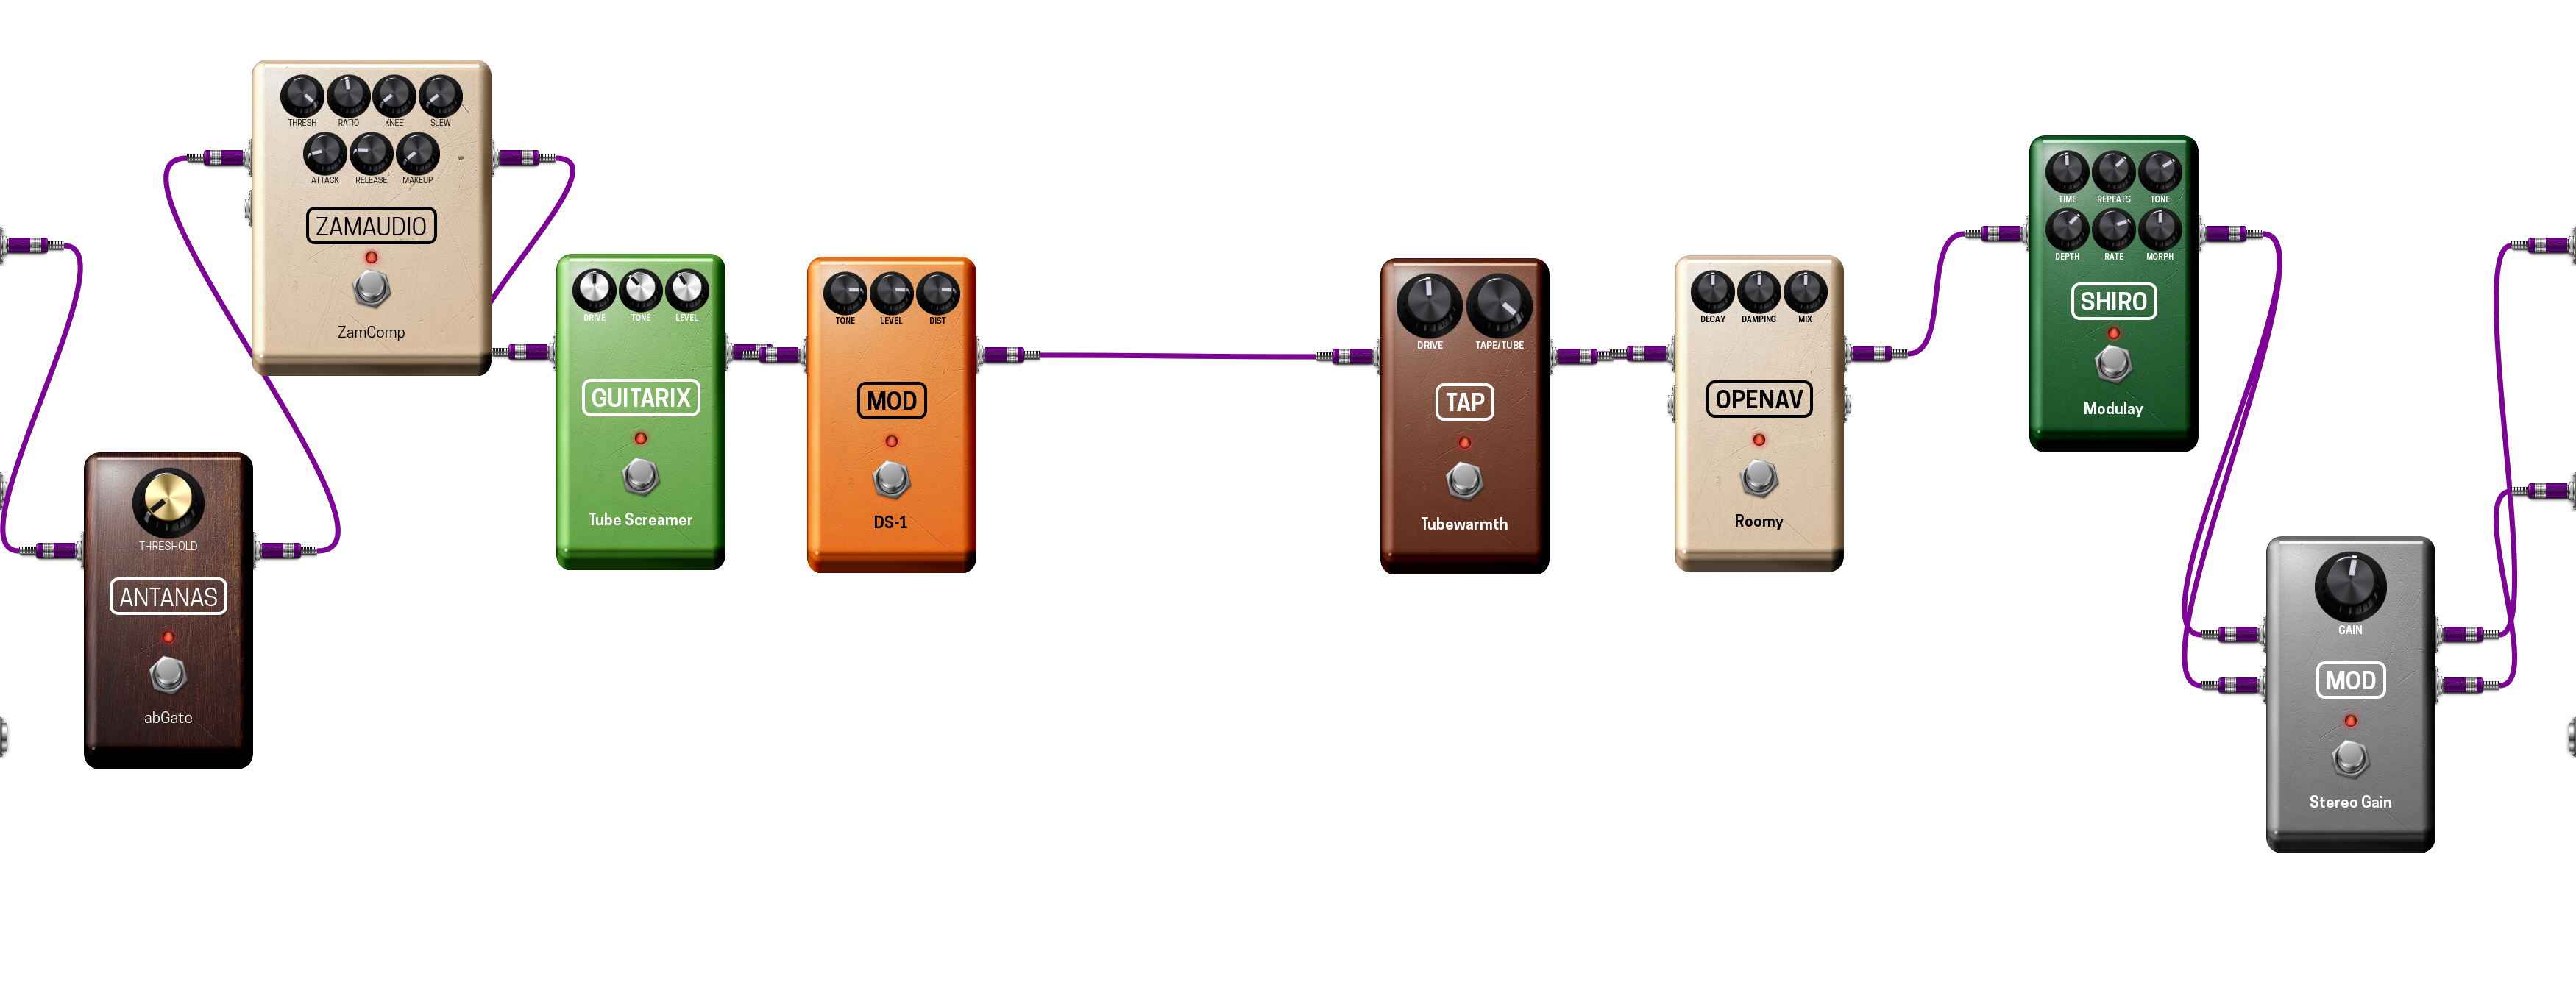 THRESH RATIO KNEE SLEW
ATTACK RELEASE MAKEUP
ZAMAUDIO
ZamComp
THRESHOLD
ANTANAS
abGate
DRIVE TONE LEVEL
GUITARIX
Tube Screamer
TONE LEVEL DIST
MOD
DS-1
DRIVE TAPE/TUBE
TAP
Tubewarmth
DECAY DAMPING MIX
OPENAV
Roomy
TIME REPEATS TONE
DEPTH RATE MORPH
SHIRO
Modulay
GAIN
MOD
Stereo Gain